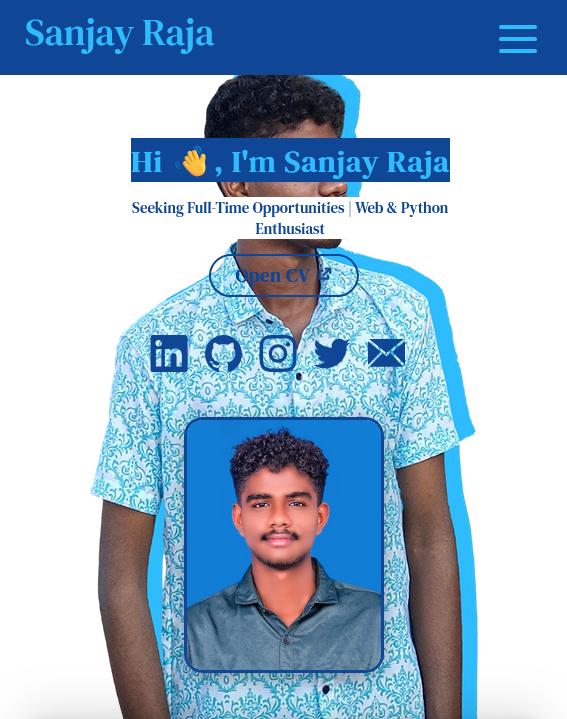 Sanjay Raja
Hi 👋, I'm Sanjay Raja
Seeking Full-Time Opportunities | Web & Python
Enthusiast
Open CV